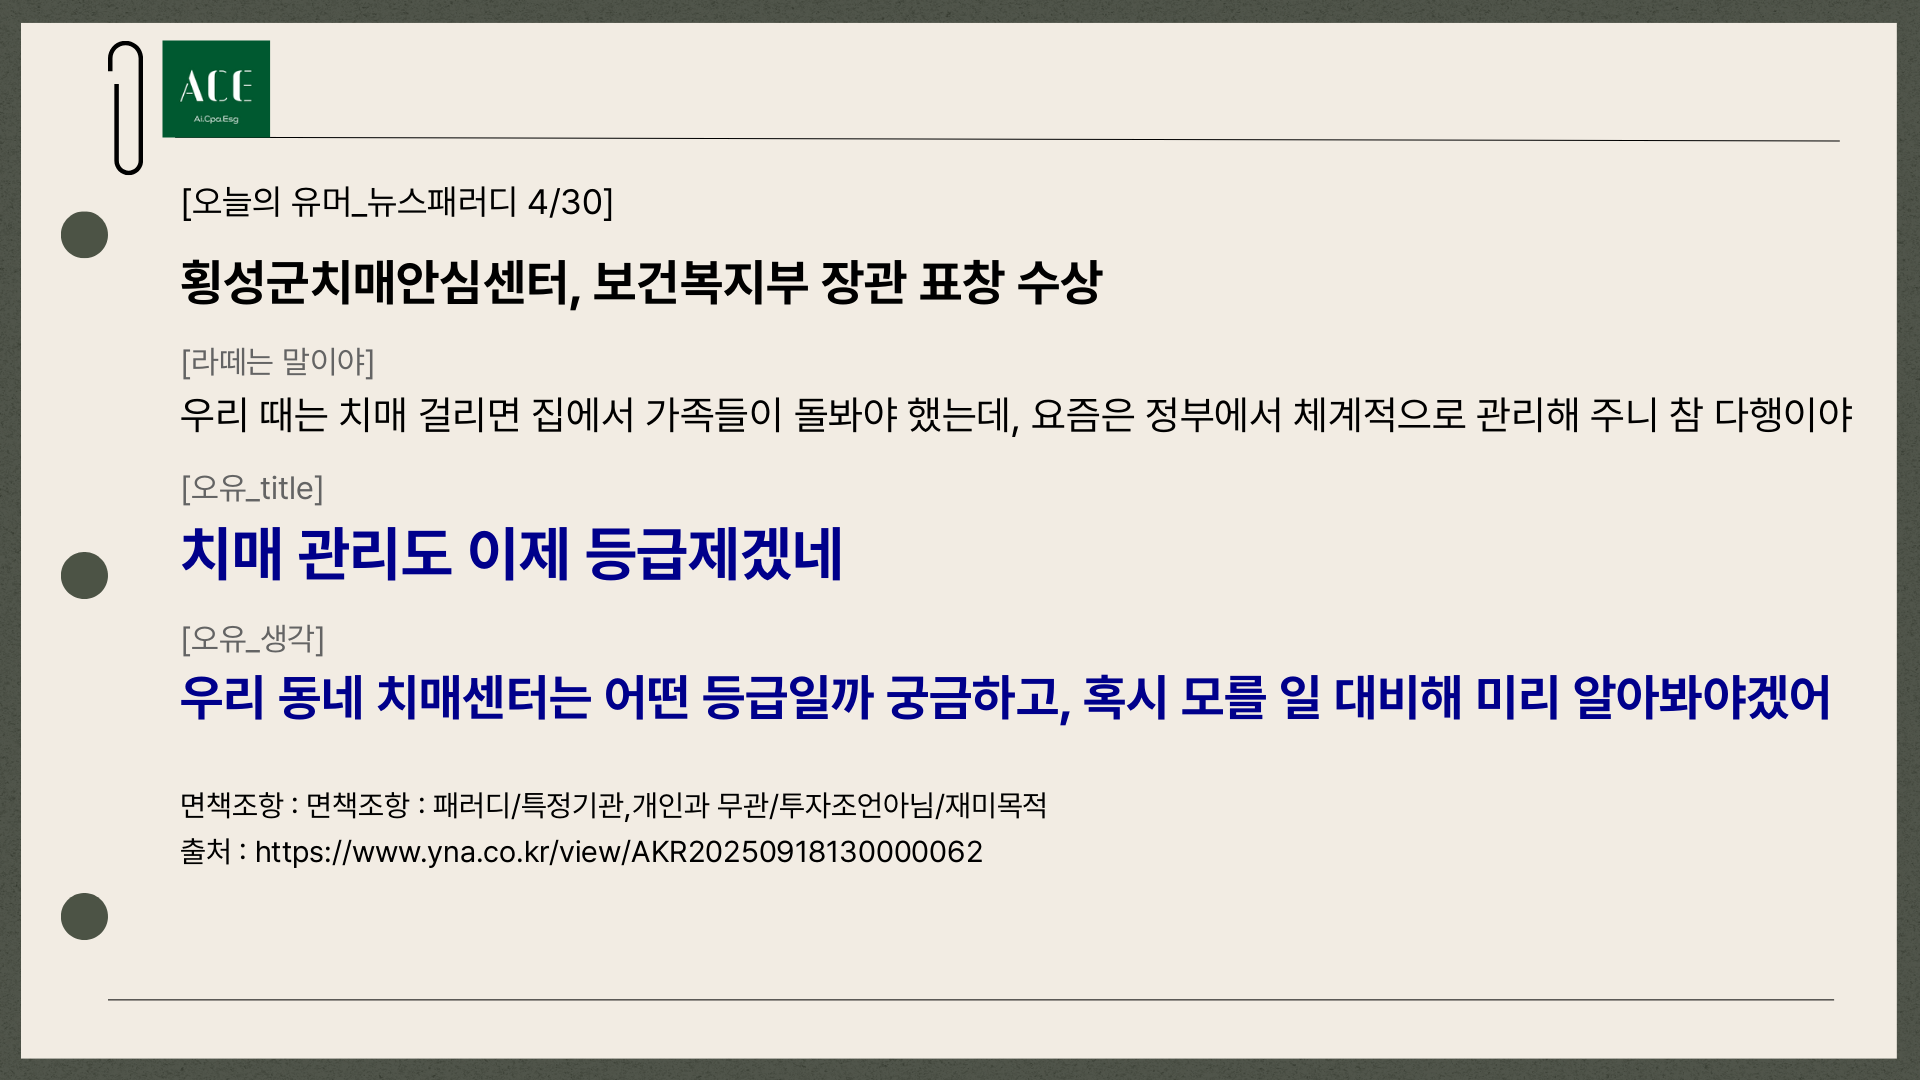 ACE
Ai.Cpa.Esg
[오늘의 유머_뉴스패러디 4/30]
횡성군치매안심센터, 보건복지부 장관 표창 수상
[라떼는 말이야]
우리 때는 치매 걸리면 집에서 가족들이 돌봐야 했는데, 요즘은 정부에서 체계적으로 관리해 주니 참 다행이야
[오유_title]
치매 관리도 이제 등급제겠네
[오유_생각]
우리 동네 치매센터는 어떤 등급일까 궁금하고, 혹시 모를 일 대비해 미리 알아봐야겠어
면책조항 : 면책조항 : 패러디/특정기관,개인과 무관/투자조언아님/재미목적
출처 : https://www.yna.co.kr/view/AKR20250918130000062